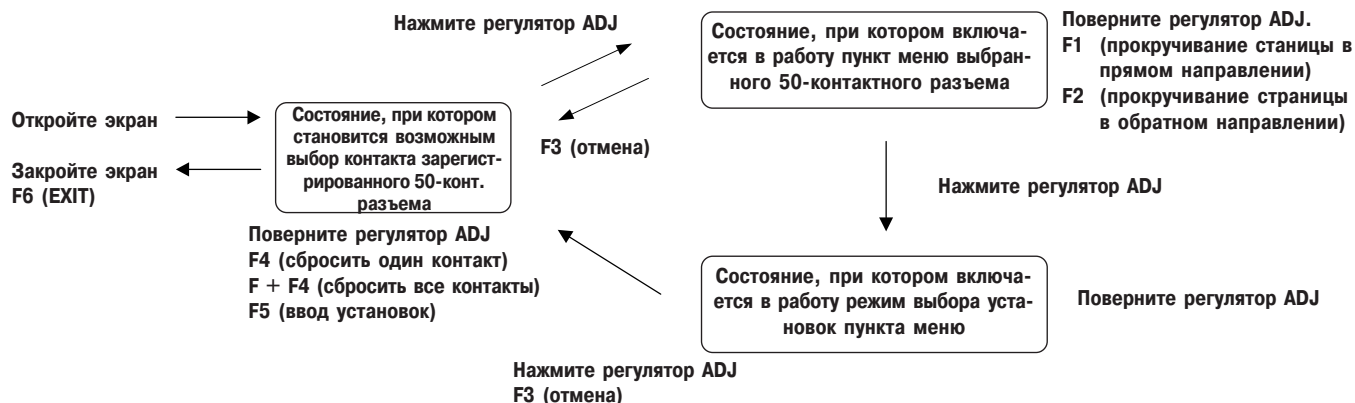 Нажмите регулятор ADJ
Состояние, при котором включа-
ется в работу пункт меню выбран-
ного 50-контактного разъема
Поверните регулятор ADJ.
F1 (прокручивание станицы в
прямом направлении)
F2 (прокручивание страницы
в обратном направлении)
Откройте экран
Закройте экран
F6 (EXIT)
Состояние, при котором
становится возможным
выбор контакта зарегист-
рированного 50-конт.
разъема
F3 (отмена)
Нажмите регулятор ADJ
Поверните регулятор ADJ
F4 (сбросить один контакт)
F + F4 (сбросить все контакты)
F5 (ввод установок)
Состояние, при котором включа-
ется в работу режим выбора уста-
новок пункта меню
Поверните регулятор ADJ
Нажмите регулятор ADJ
F3 (отмена)